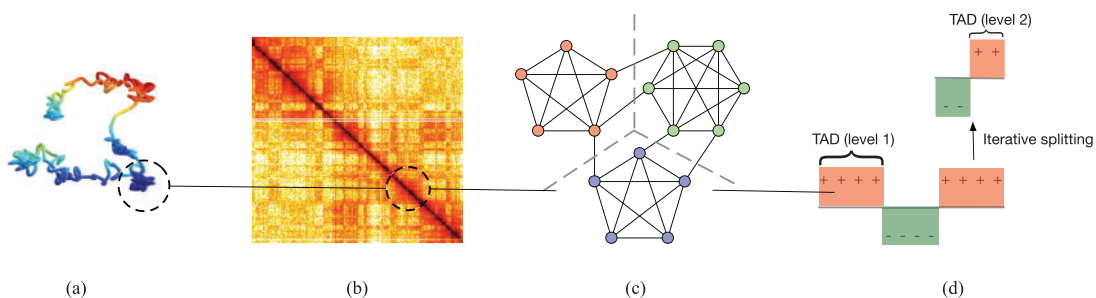 TAD (level 2)
+ +
- -
Iterative splitting
TAD (level 1)
+ + + +
+ + + +
- - - -
(a)
(b)
(c)
(d)